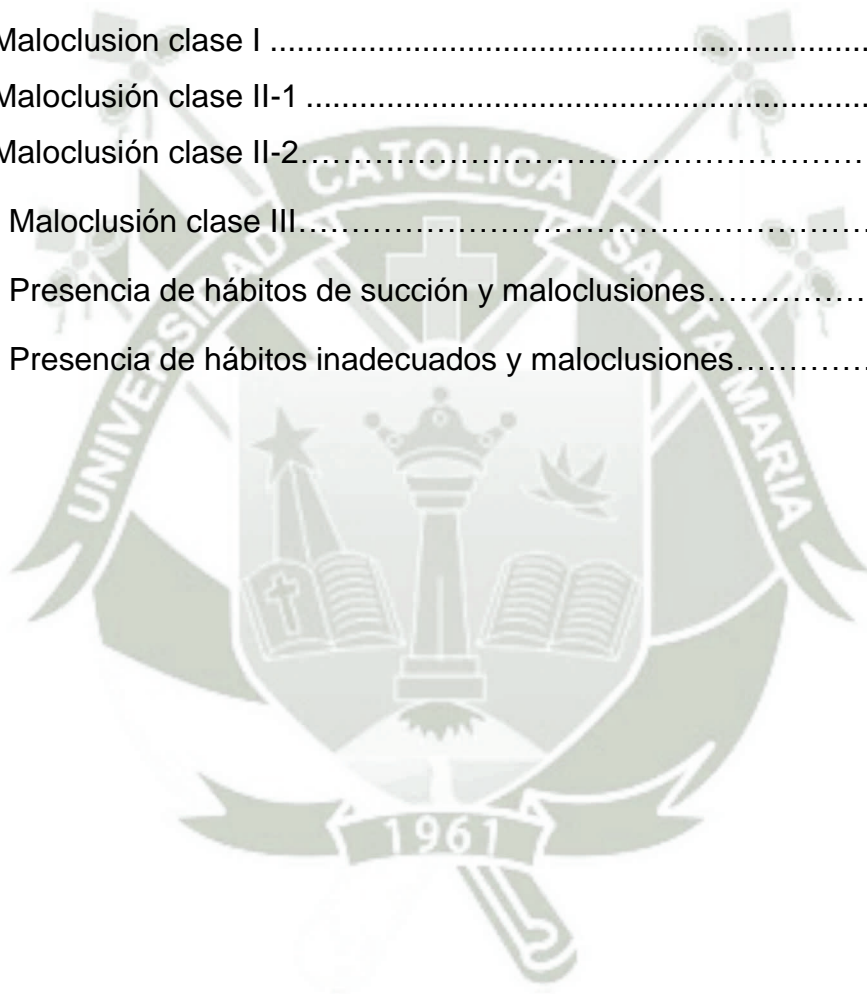 Maloclusion clase I ........................................................................
Maloclusión clase II-1 ....................................................................
Maloclusión clase II-2……………………………………………………
Maloclusión clase III……………………………………………………
Presencia de hábitos de succión y maloclusiones………………
Presencia de hábitos inadecuados y maloclusiones……………
UNIVERSIDAD CATOLICA SANTA MARIA
1961